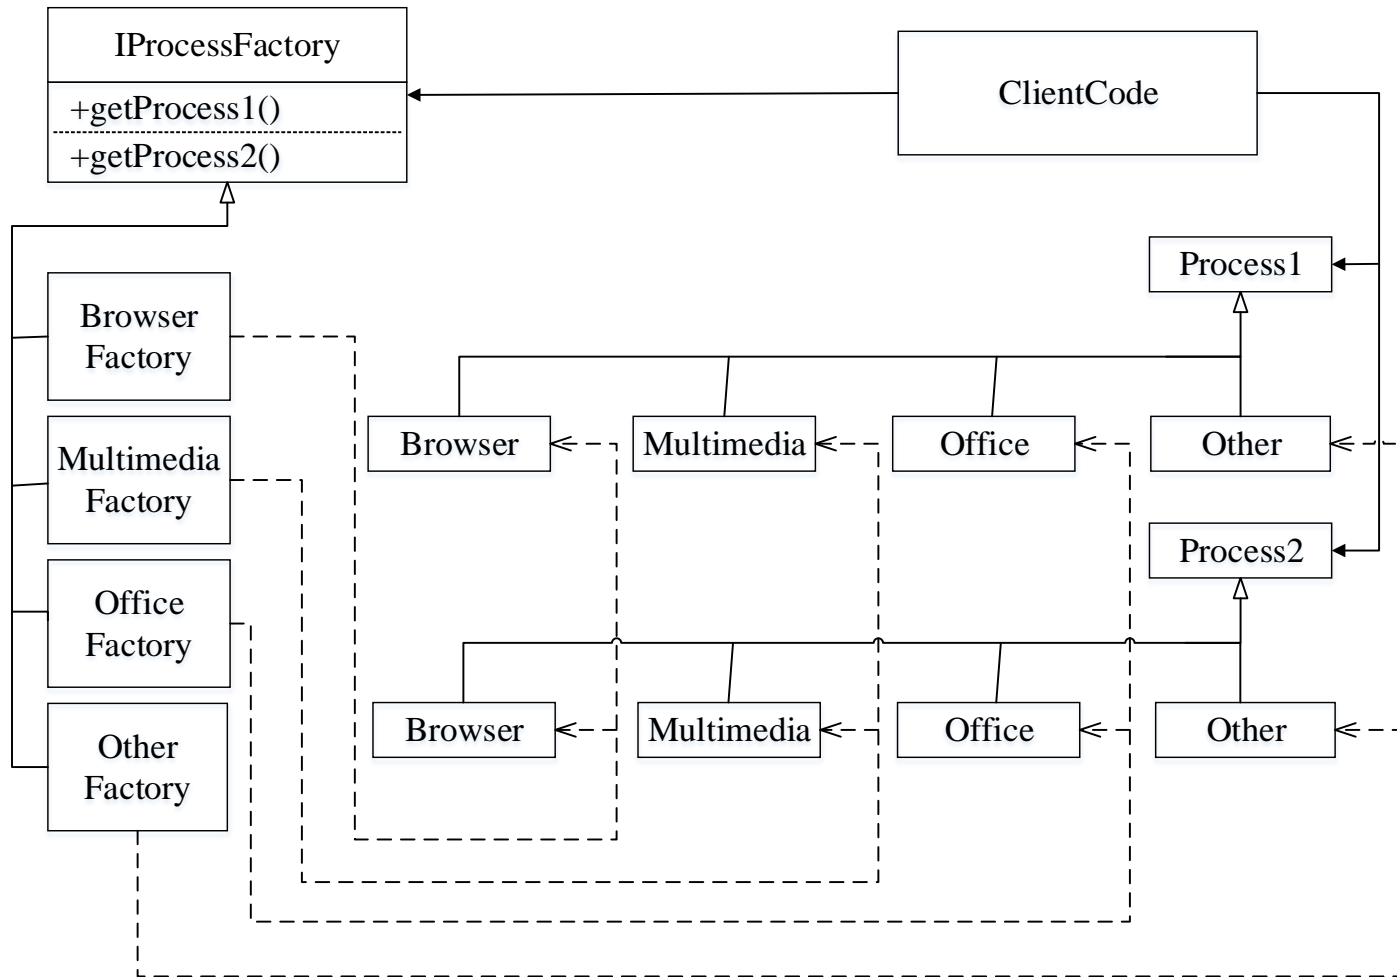 IProcessFactory
+getProcess1()
+getProcess2()
ClientCode
Process1
Browser
Factory
Browser
Multimedia
Office
Other
Multimedia
Factory
Process2
Office
Factory
Browser
Multimedia
Office
Other
Other
Factory